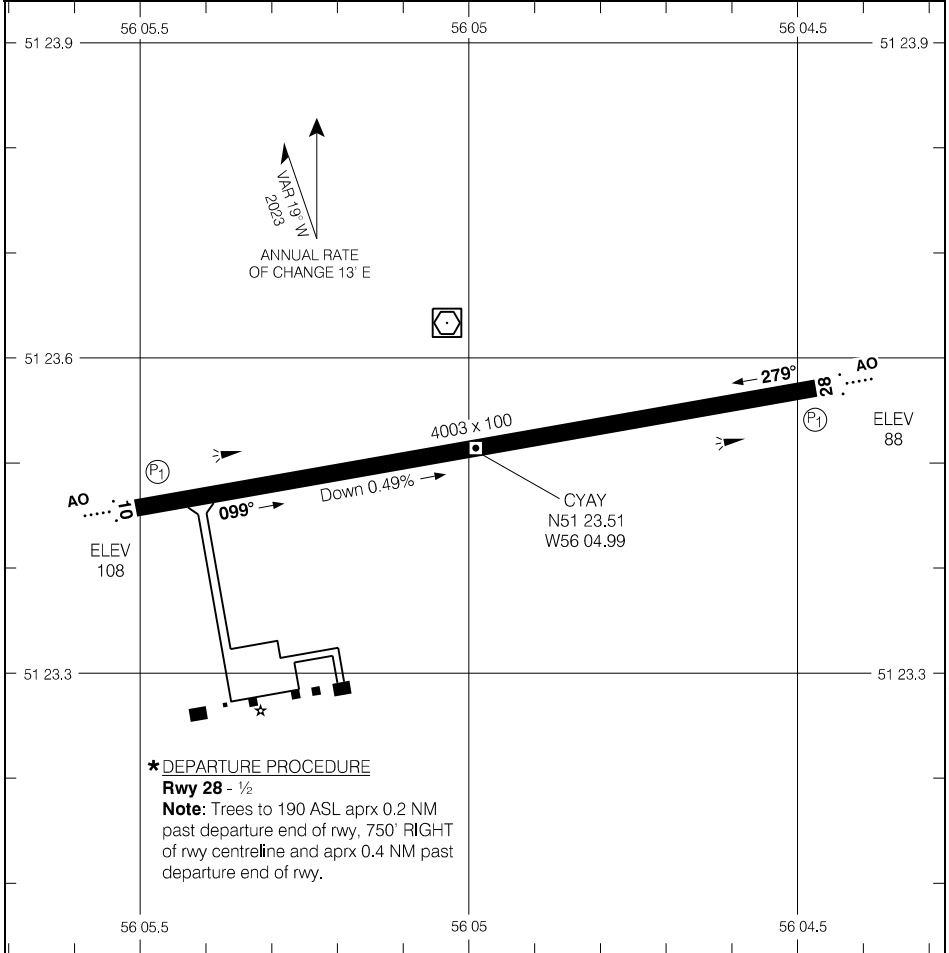 56 05.5
56 05
56 04.5
51 23.9
51 23.9
VAR 19° W
2023
ANNUAL RATE
OF CHANGE 13' E
51 23.6
279°
28
AO
P1
ELEV
88
4003 x 100
P1
AO
10
099°
Down 0.49%
ELEV
108
CYAY
N51 23.51
W56 04.99
51 23.3
51 23.3
* DEPARTURE PROCEDURE
Rwy 28 - ½
Note: Trees to 190 ASL aprx 0.2 NM
past departure end of rwy, 750' RIGHT
of rwy centreline and aprx 0.4 NM past
departure end of rwy.
56 05.5
56 05
56 04.5